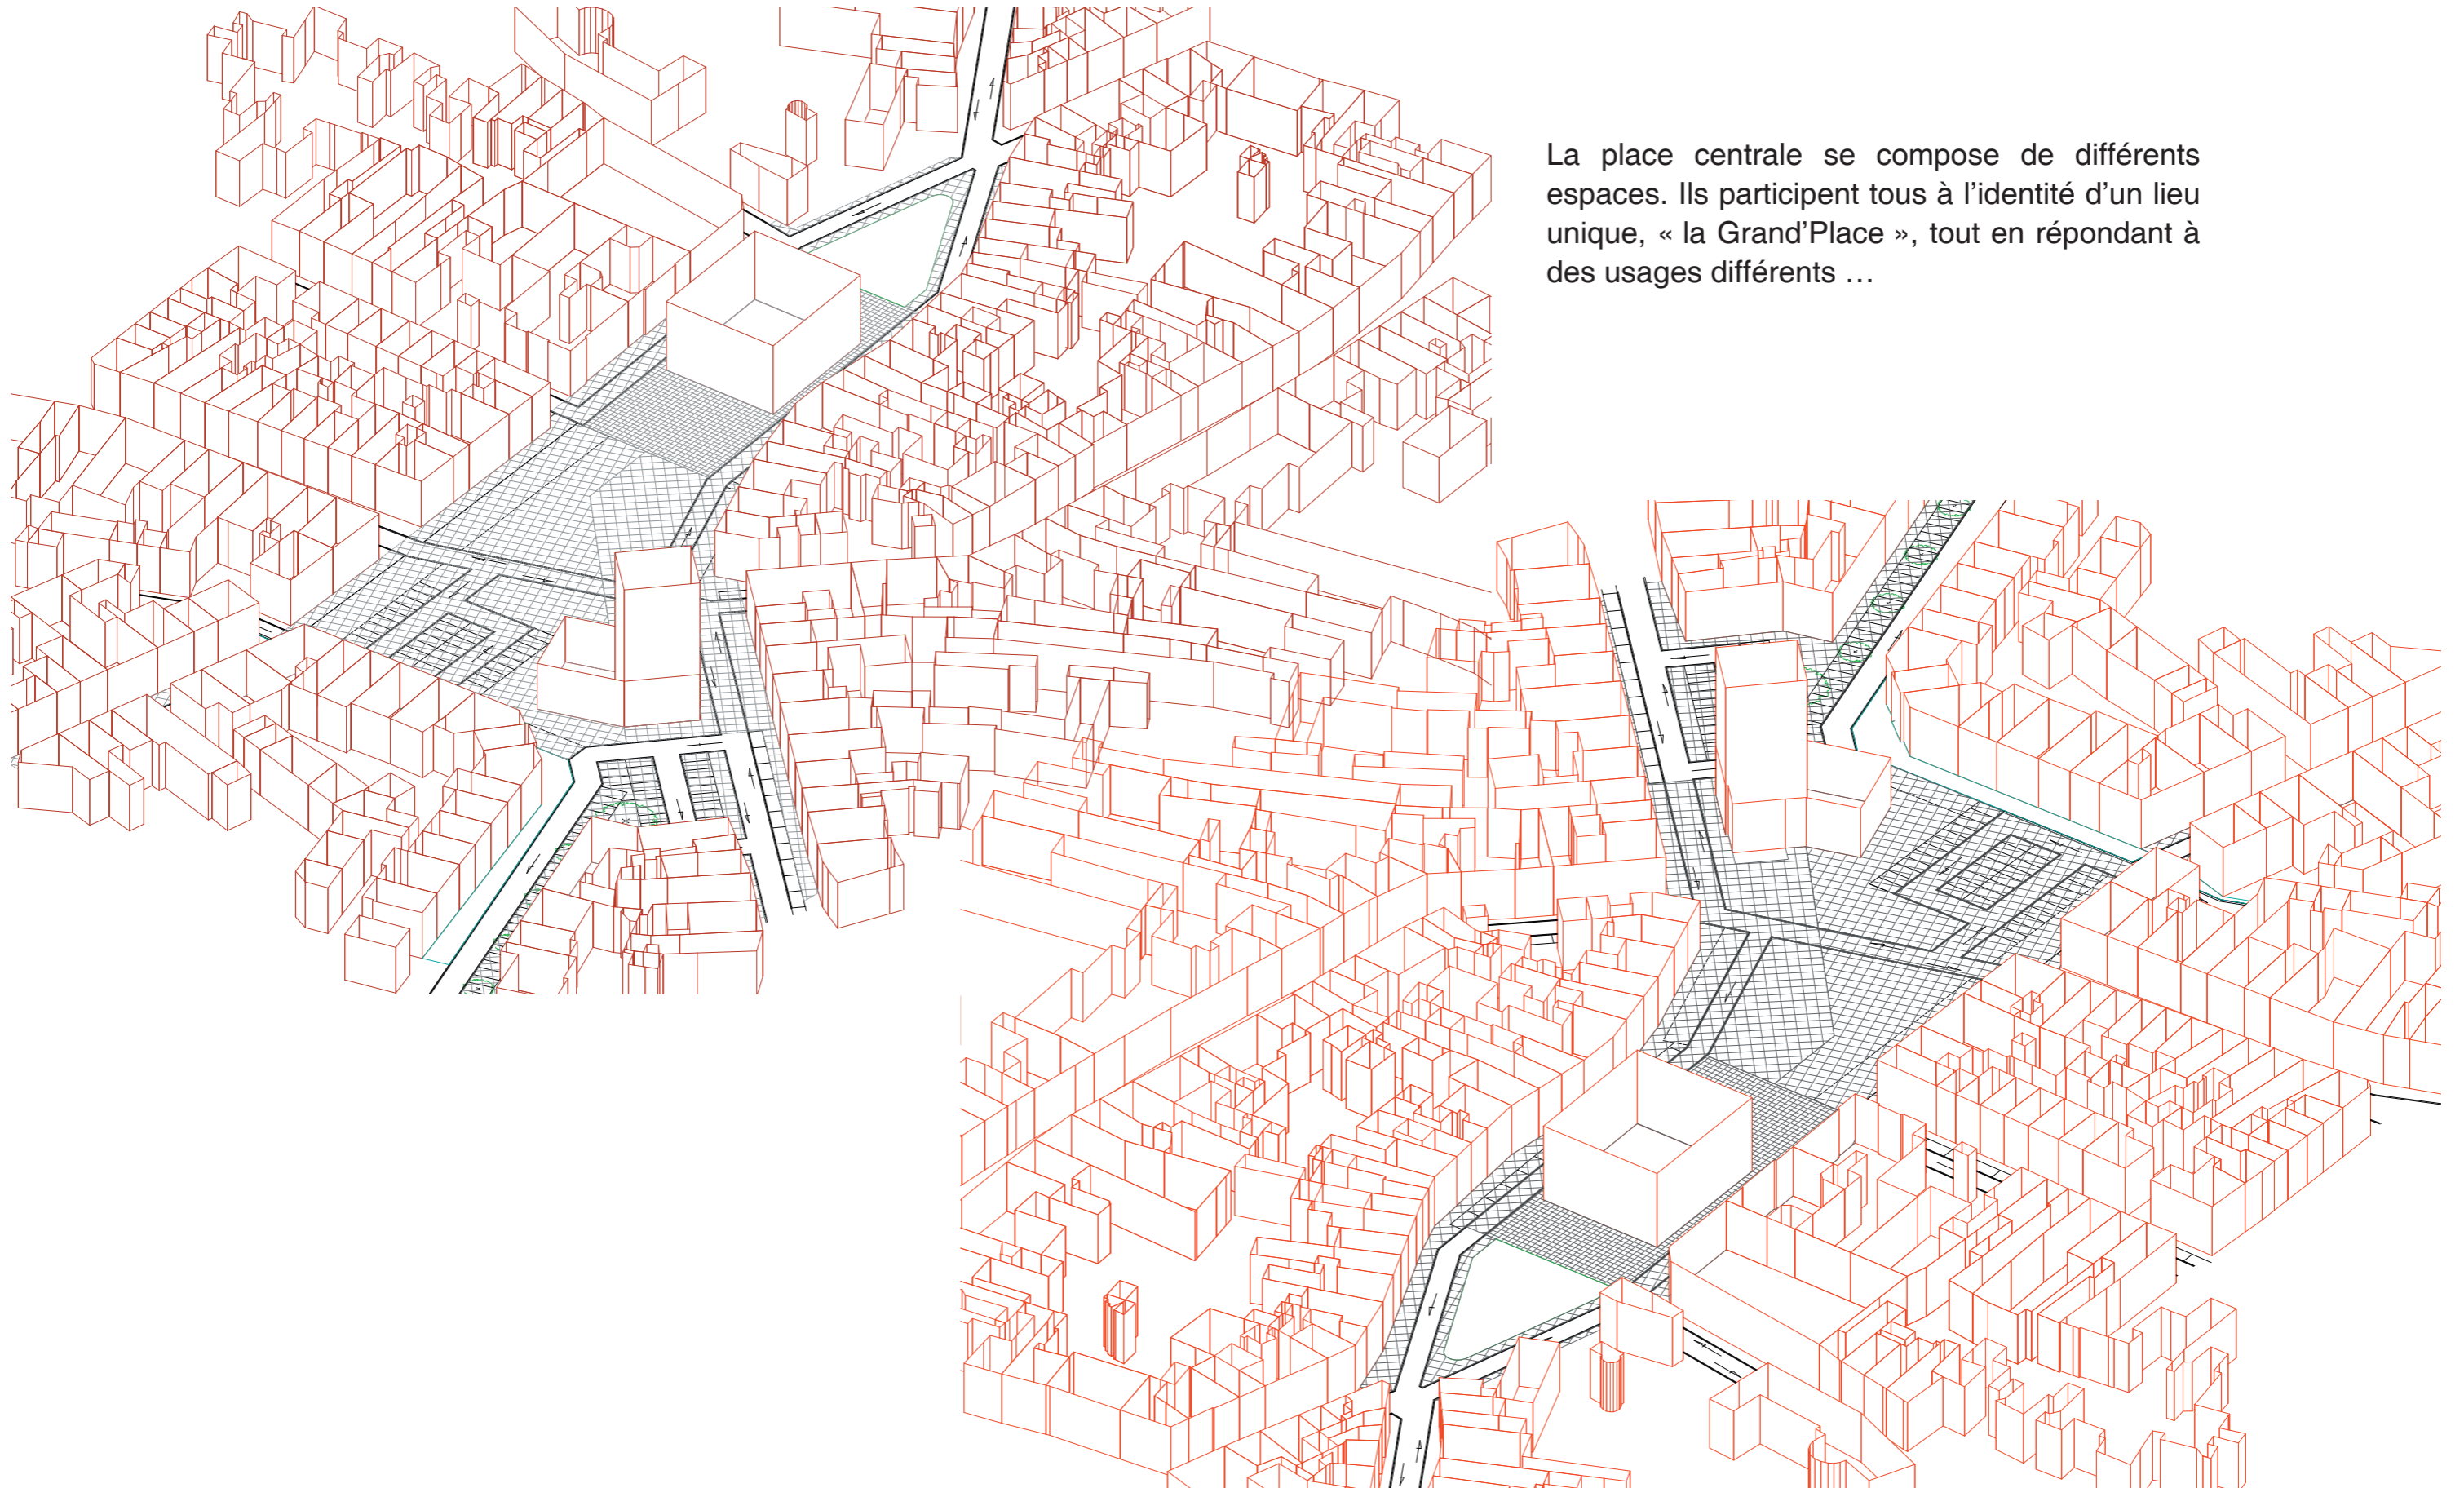 La place centrale se compose de différents
espaces. Ils participent tous à l’identité d’un lieu
unique, « la Grand’Place », tout en répondant à
des usages différents …